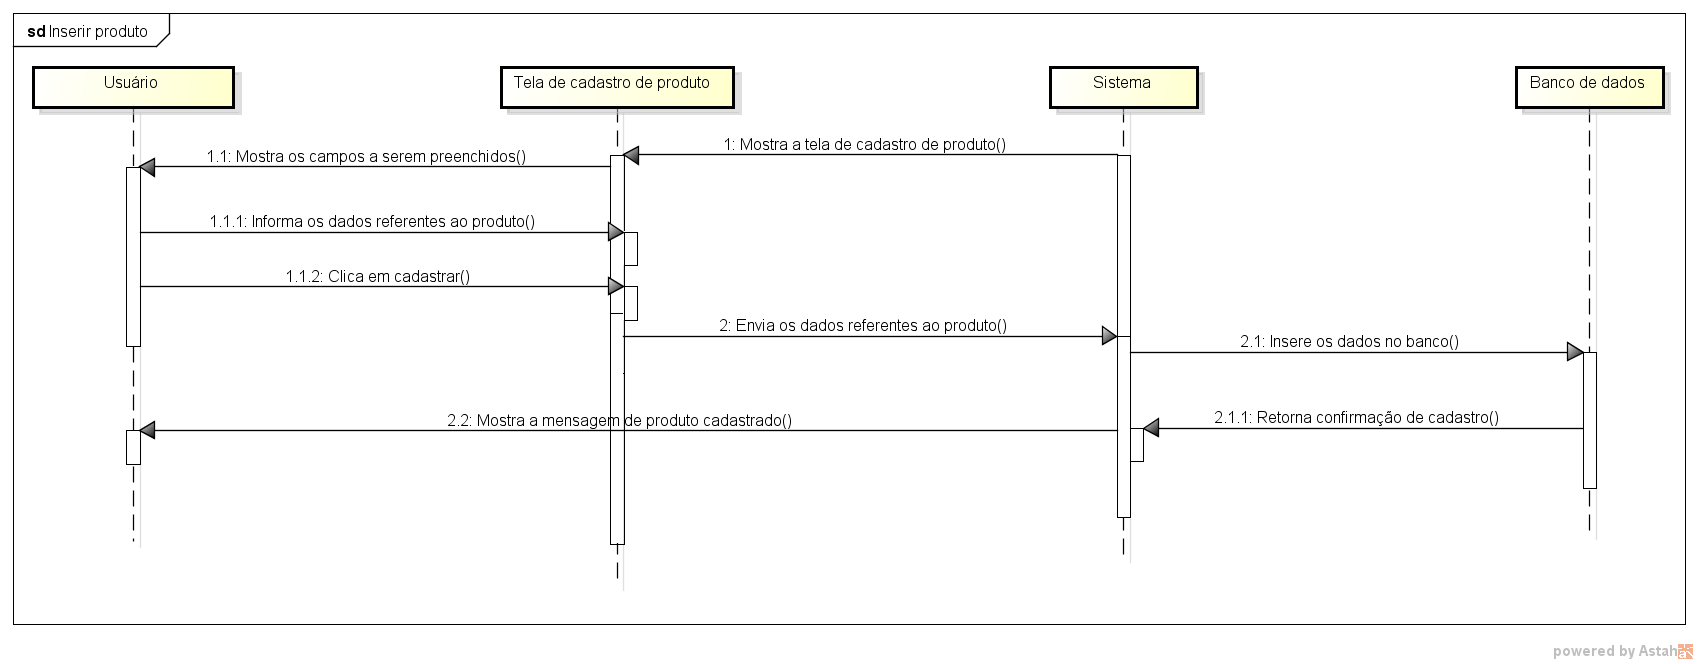 sd Inserir produto
Usuário
Tela de cadastro de produto
Sistema
Banco de dados
1: Mostra a tela de cadastro de produto()
1.1: Mostra os campos a serem preenchidos()
1.1.1: Informa os dados referentes ao produto()
1.1.2: Clica em cadastrar()
2: Envia os dados referentes ao produto()
2.1: Insere os dados no banco()
2.1.1: Retorna confirmação de cadastro()
2.2: Mostra a mensagem de produto cadastrado()
powered by Astah